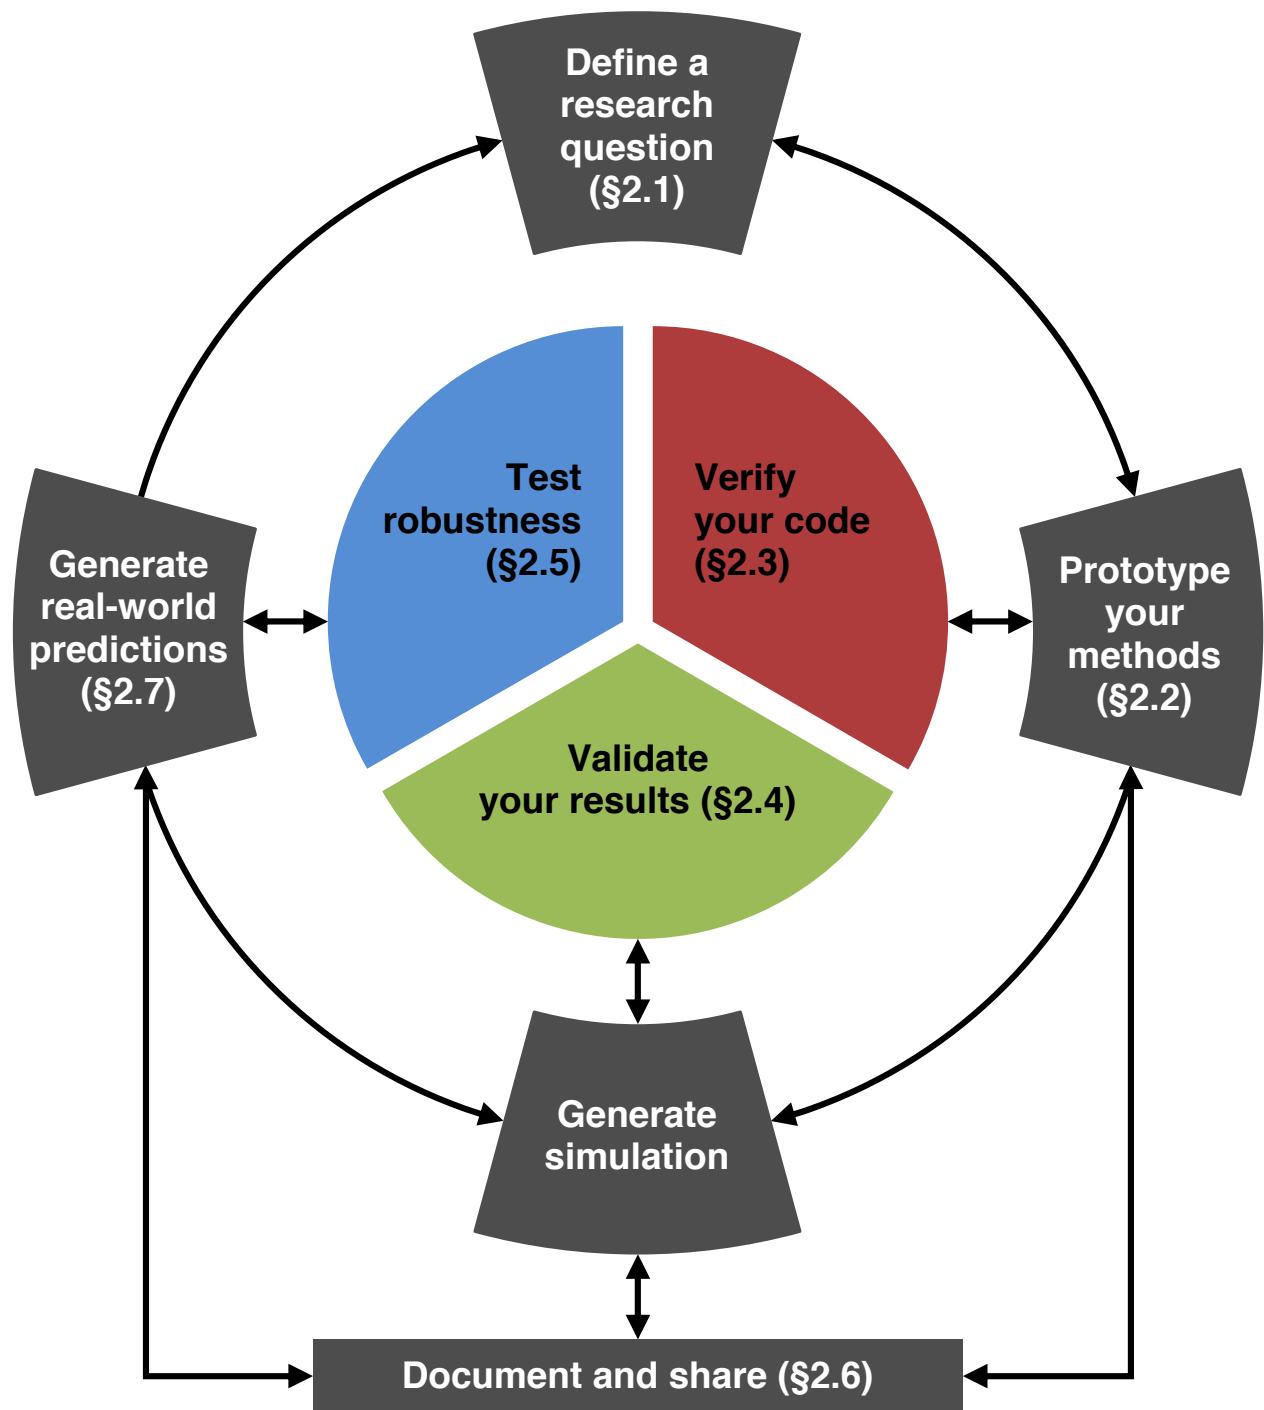 Define a
research
question
(§2.1)
Test
robustness
(§2.5)
Verify
your code
(§2.3)
Generate
real-world
predictions
(§2.7)
Prototype
your
methods
(§2.2)
Validate
your results (§2.4)
Generate
simulation
Document and share (§2.6)